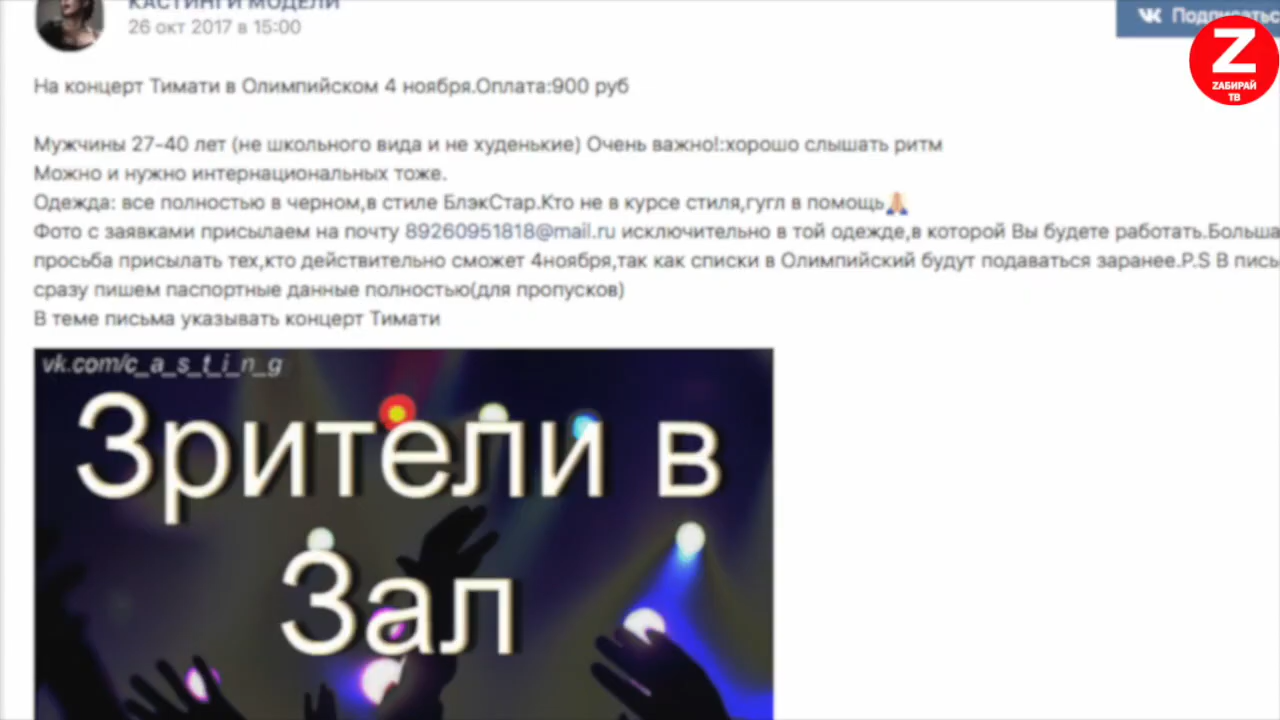 КАСТИНГИ МОДЕЛИ
26 окт 2017 в 15:00
На концерт Тимати в Олимпийском 4 ноября.Оплата:900 руб
Мужчины 27-40 лет (не школьного вида и не худенькие) Очень важно!:хорошо слышать ритм
Можно и нужно интернациональных тоже.
Одежда: все полностью в черном,в стиле БлэкСтар.Кто не в курсе стиля,гугл в помощь🙏🏼
Фото с заявками присылаем на почту 89260951818@mail.ru исключительно в той одежде,в которой Вы будете работать.Больша
просьба присылать тех,кто действительно сможет 4ноября,так как списки в Олимпийский будут подаваться заранее.P.S В пись
сразу пишем паспортные данные полностью(для пропусков)
В теме письма указывать концерт Тимати
vk.com/c_a_s_t_i_n_g
Зрители в
Зал
Z
ZАБИРАЙ
ТВ